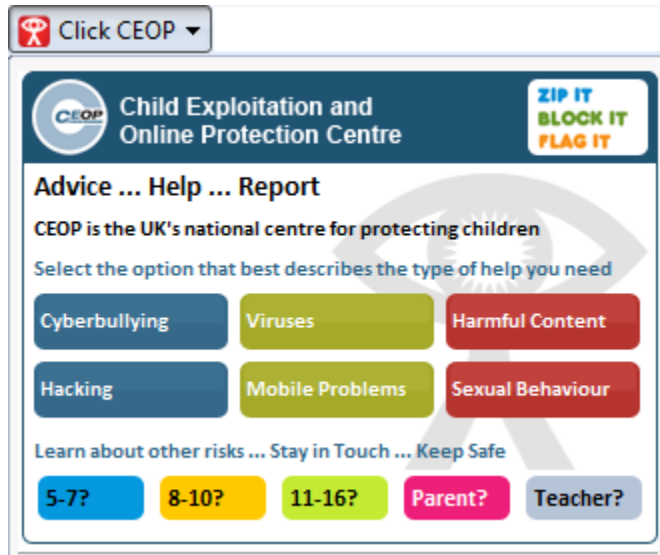 Click CEOP
CEOP
Child Exploitation and
Online Protection Centre
ZIP IT
BLOCK IT
FLAG IT
Advice ... Help ... Report
CEOP is the UK's national centre for protecting children
Select the option that best describes the type of help you need
Cyberbullying Viruses Harmful Content
Hacking Mobile Problems Sexual Behaviour
Learn about other risks ... Stay in Touch ... Keep Safe
5-7? 8-10? 11-16? Parent? Teacher?